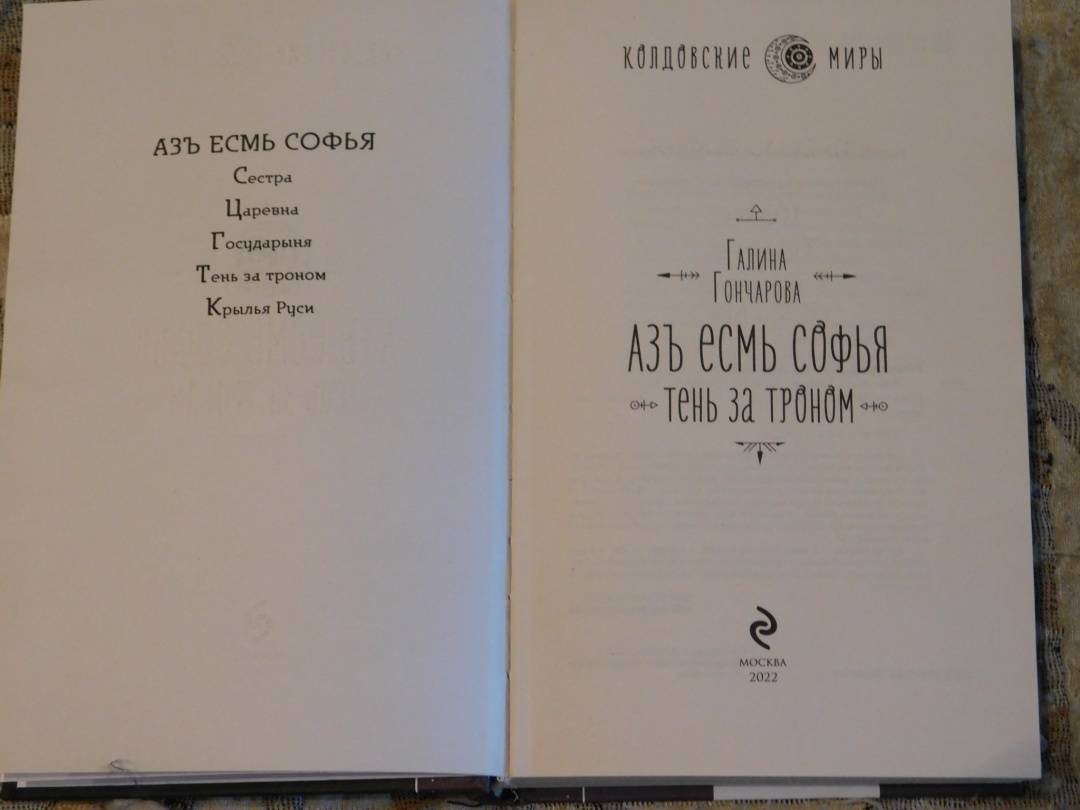 АЗЪ ЕСМЬ СОФЬЯ
Сестра
Царевна
Государыня
Тень за троном
Крылья Руси
КОЛДОВСКИЕ МИРЫ
ГАЛИНА
ГОНЧАРОВА
АЗЪ ЕСМЬ СОФЬЯ
ТЕНЬ ЗА ТРОНОМ
МОСКВА
2022